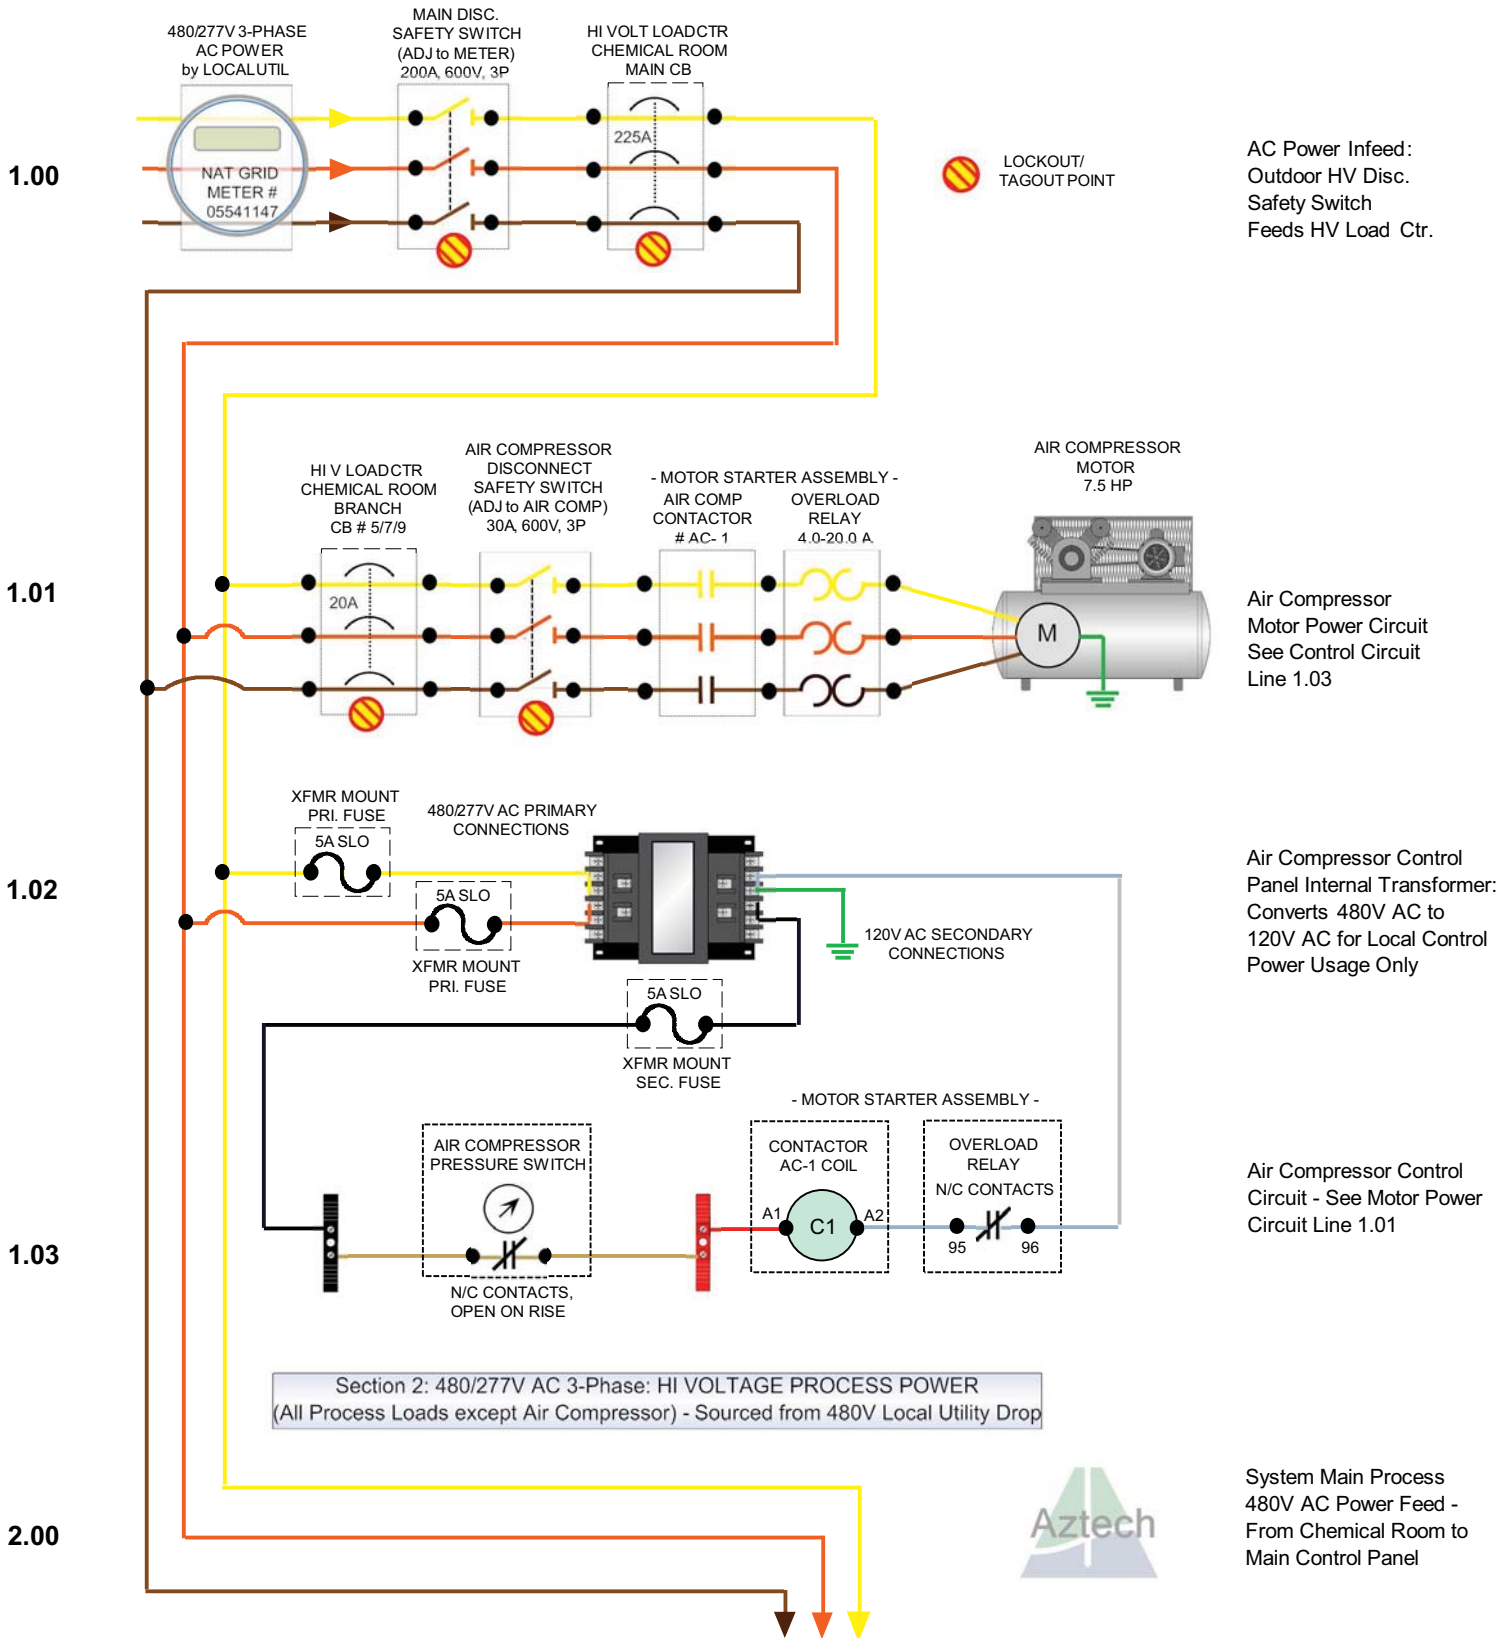 480/277V 3-PHASE
AC POWER
by LOCALUTIL
MAIN DISC.
SAFETY SWITCH
(ADJ to METER)
200A, 600V, 3P
HI VOLT LOADCTR
CHEMICAL ROOM
MAIN CB
225A
1.00
NAT GRID
METER #
05541147
LOCKOUT/
TAGOUT POINT
AC Power Infeed:
Outdoor HV Disc.
Safety Switch
Feeds HV Load Ctr.
HI V LOADCTR
CHEMICAL ROOM
BRANCH
CB # 5/7/9
AIR COMPRESSOR
DISCONNECT
SAFETY SWITCH
(ADJ to AIR COMP)
30A, 600V, 3P
- MOTOR STARTER ASSEMBLY -
AIR COMP
CONTACTOR
# AC- 1
OVERLOAD
RELAY
4.0-20.0 A
AIR COMPRESSOR
MOTOR
7.5 HP
1.01
20A
M
Air Compressor
Motor Power Circuit
See Control Circuit
Line 1.03
XFMR MOUNT
PRI. FUSE
5A SLO
480/277V AC PRIMARY
CONNECTIONS
1.02
5A SLO
XFMR MOUNT
PRI. FUSE
120V AC SECONDARY
CONNECTIONS
Air Compressor Control
Panel Internal Transformer:
Converts 480V AC to
120V AC for Local Control
Power Usage Only
5A SLO
XFMR MOUNT
SEC. FUSE
- MOTOR STARTER ASSEMBLY -
AIR COMPRESSOR
PRESSURE SWITCH
CONTACTOR
AC-1 COIL
OVERLOAD
RELAY
N/C CONTACTS
A1
C1
A2
95
96
1.03
N/C CONTACTS,
OPEN ON RISE
Air Compressor Control
Circuit - See Motor Power
Circuit Line 1.01
Section 2: 480/277V AC 3-Phase: HI VOLTAGE PROCESS POWER
(All Process Loads except Air Compressor) - Sourced from 480V Local Utility Drop
2.00
Aztech
System Main Process
480V AC Power Feed -
From Chemical Room to
Main Control Panel